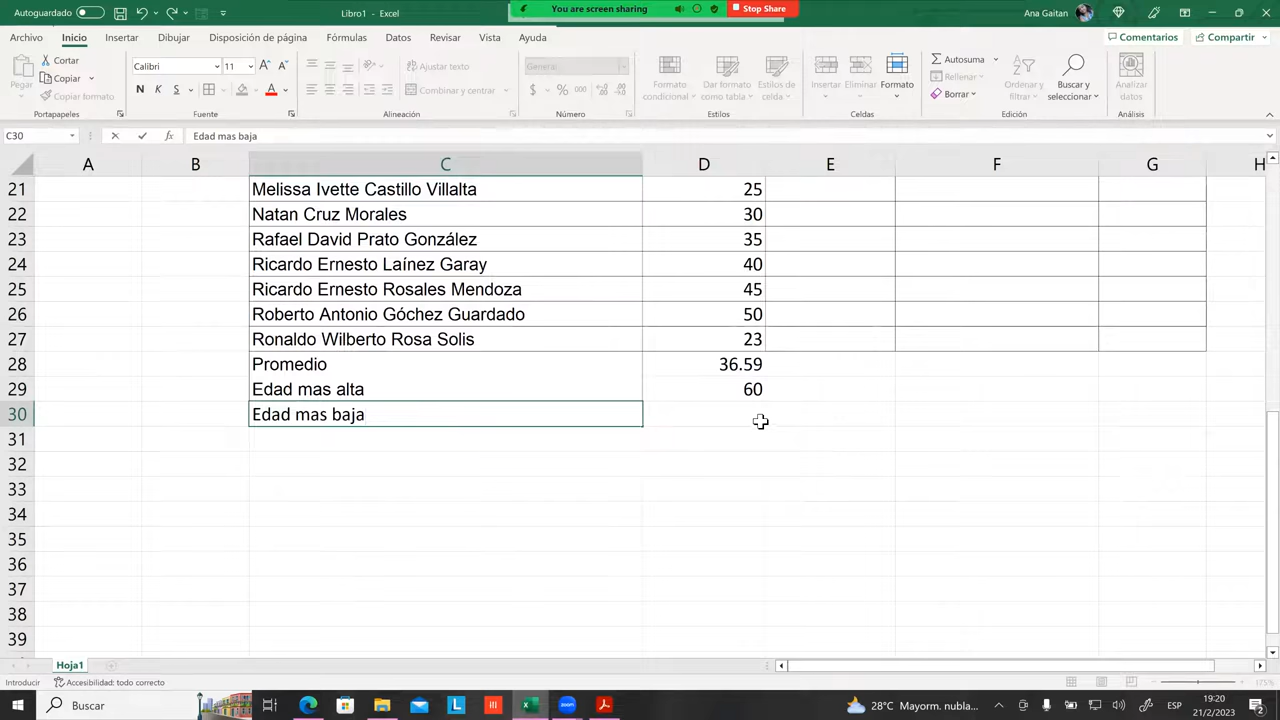 Autoguardado
Libro1 - Excel
You are screen sharing
Stop Share
Ana Gaitan
Archivo Inicio Insertar Dibujar Disposición de página Fórmulas Datos Revisar Vista Ayuda
Comentarios Compartir
Pegar
Cortar
Copiar
Copiar formato
Portapapeles
Calibri 11
N K S
Fuente
Ajustar texto
Combinar y centrar
Alineación
General
$ % 000
Número
Formato condicional
Dar formato como tabla
Estilos de celda
Estilos
Insertar Eliminar Formato
Celdas
Autosuma
Rellenar
Borrar
Ordenar y filtrar
Buscar y seleccionar
Edición
Analizar datos
Análisis
C30 fx Edad mas baja
A B C D E F G H
21 Melissa Ivette Castillo Villalta 25
22 Natan Cruz Morales 30
23 Rafael David Prato González 35
24 Ricardo Ernesto Laínez Garay 40
25 Ricardo Ernesto Rosales Mendoza 45
26 Roberto Antonio Góchez Guardado 50
27 Ronaldo Wilberto Rosa Solis 23
28 Promedio 36.59
29 Edad mas alta 60
30 Edad mas baja
31
32
33
34
35
36
37
38
39
Hoja1
Introducir Accesibilidad: todo correcto 175%
Buscar
28°C Mayorm. nubla...
ESP
19:20
21/2/2023